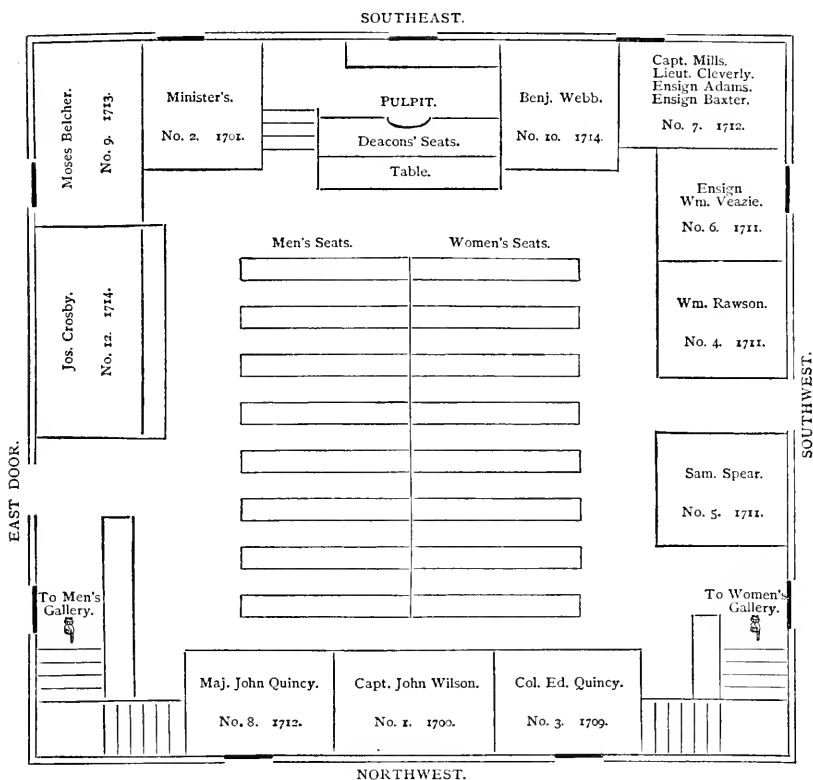 SOUTHEAST.
Moses Belcher.
No. 9. 1713.
Minister's.
No. 2. 1701.
PULPIT.
Deacons' Seats.
Table.
Benj. Webb.
No. 10. 1714.
Capt. Mills.
Lieut. Cleverly.
Ensign Adams.
Ensign Baxter.
No. 7. 1712.
Ensign
Wm. Veazie.
No. 6. 1711.
Men's Seats.
Women's Seats.
Jos. Crosby.
No. 12. 1714.
Wm. Rawson.
No. 4. 1711.
SOUTHWEST.
EAST DOOR.
Sam. Spear.
No. 5. 1711.
To Men's
Gallery.
To Women's
Gallery.
Maj. John Quincy.
No. 8. 1712.
Capt. John Wilson.
No. 1. 1700.
Col. Ed. Quincy.
No. 3. 1709.
NORTHWEST.